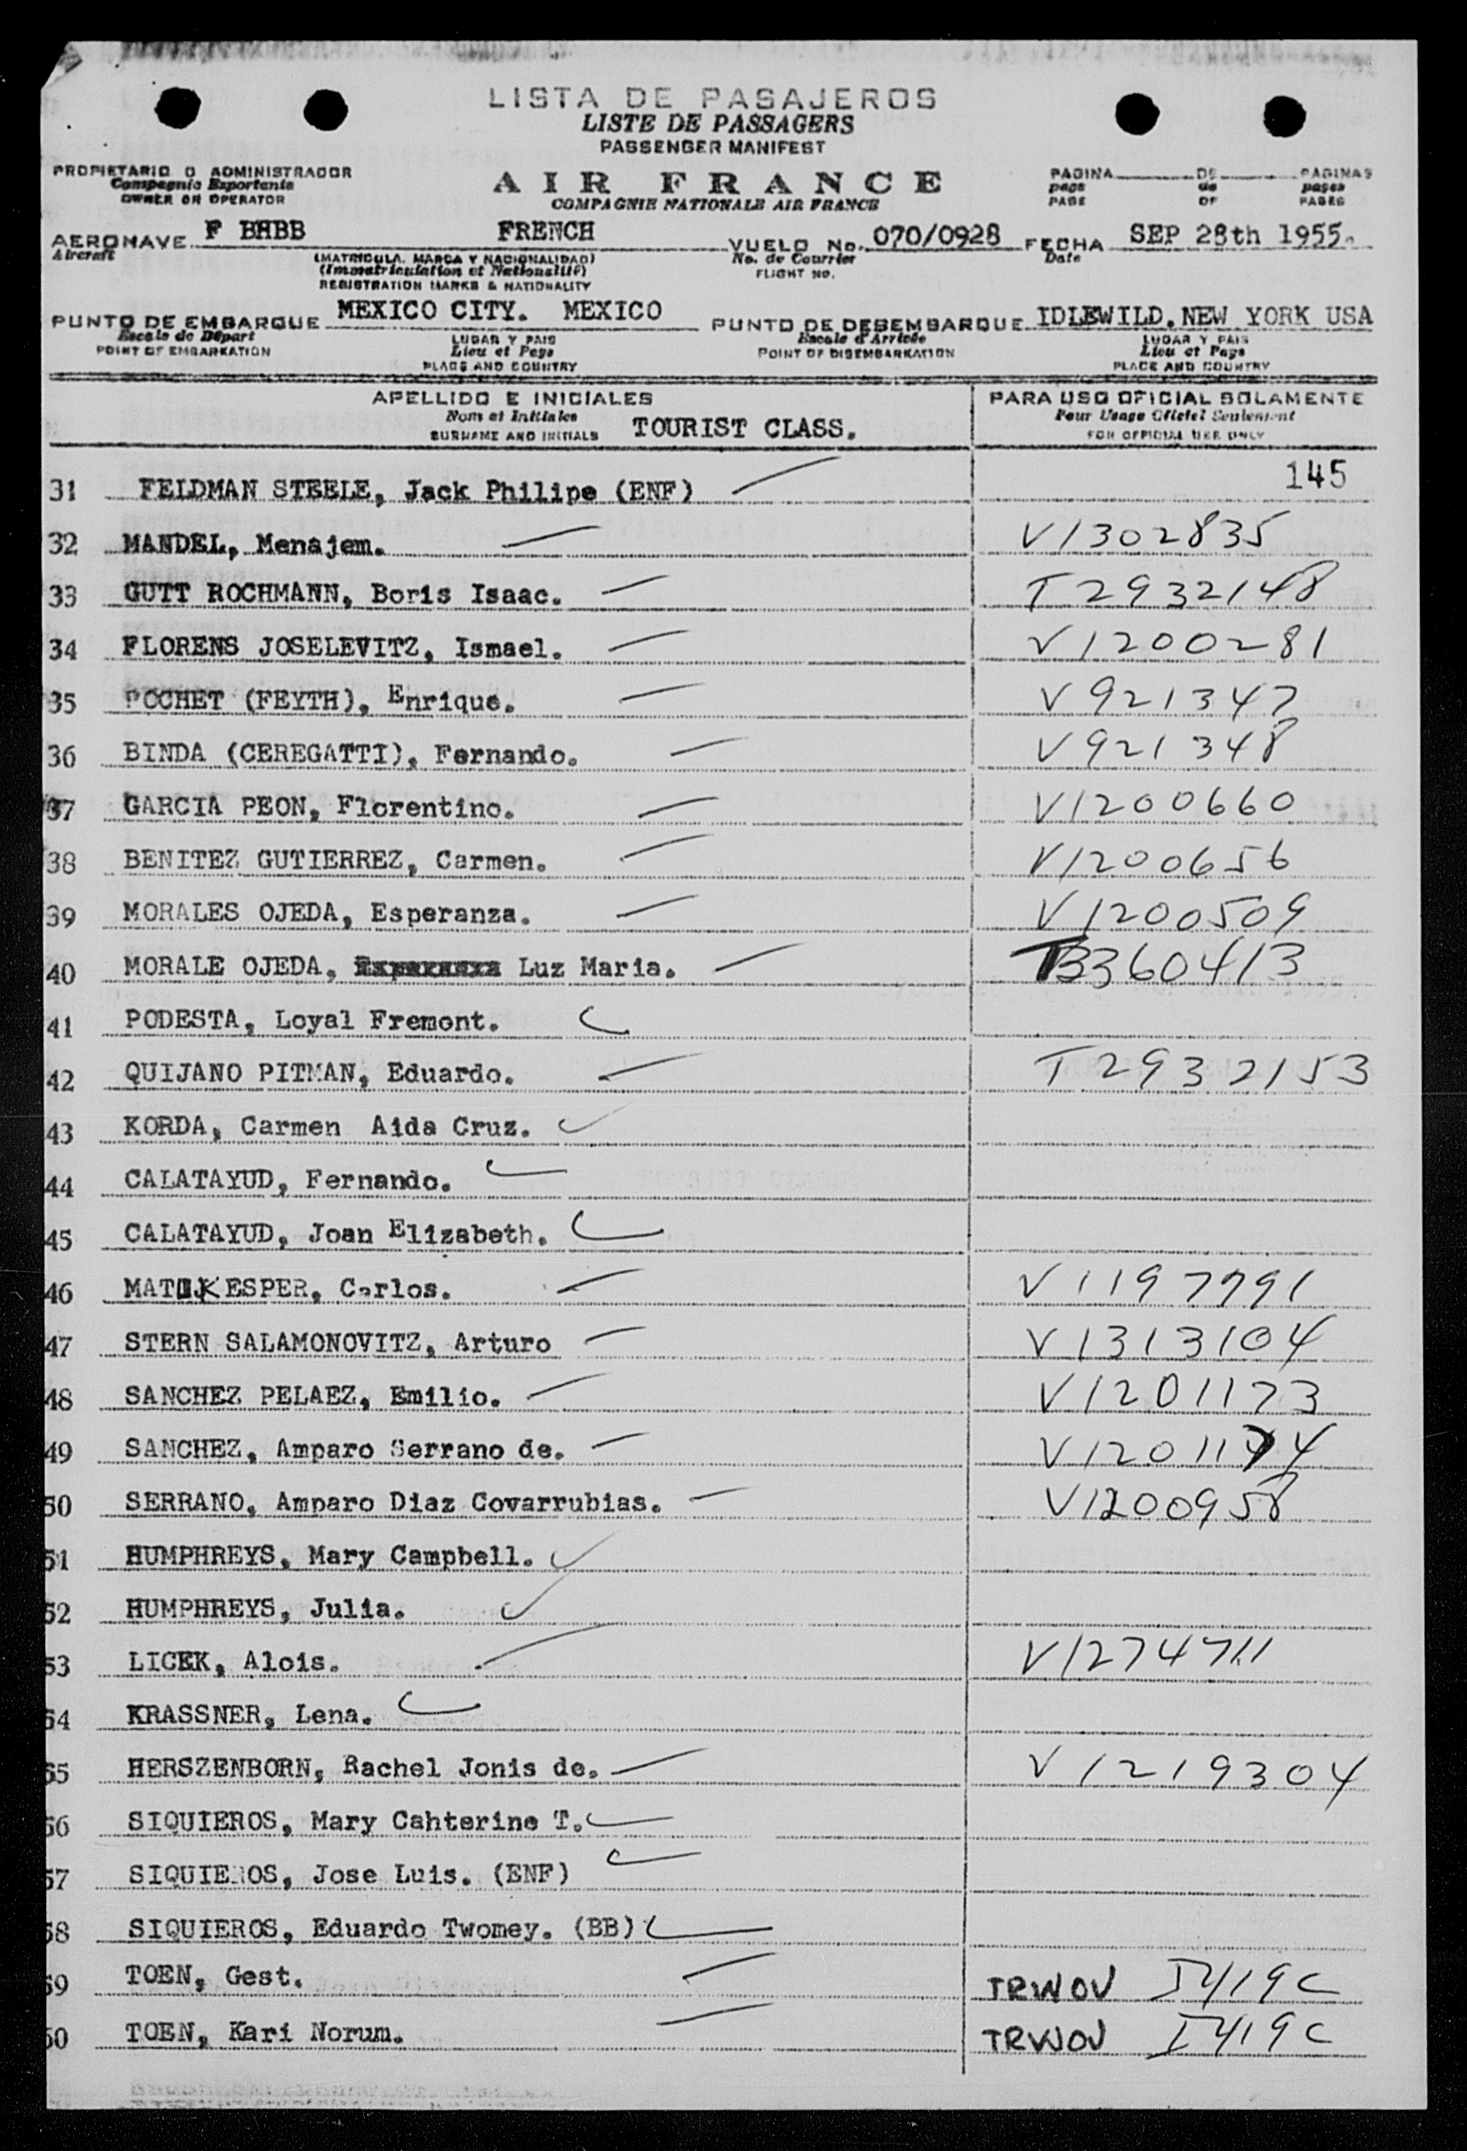 LISTA DE PASAJEROS
LISTE DE PASSAGERS
PASSENGER MANIFEST
PROPIETARIO O ADMINISTRADOR
Compagnie Exportante
OWNER OR OPERATOR
AIR FRANCE
COMPAGNIE NATIONALE AIR FRANCE
PAGINA DE PAGINAS
page de pages
PAGE OF PAGES
AERONAVE F BHBB FRENCH VUELO No. 070/0928 FECHA SEP 28th 1955.
Aircraft (MATRICULA, MARCA Y NACIONALIDAD) No. de Courrier Date
(Immatriculation et Nationalité) FLIGHT NO.
REGISTRATION MARKS & NATIONALITY
PUNTO DE EMBARQUE MEXICO CITY. MEXICO PUNTO DE DESEMBARQUE IDLEWILD, NEW YORK USA
Escale de Départ LUGAR Y PAIS Escale d'Arrivée LUGAR Y PAIS
POINT OF EMBARKATION Lieu et Pays POINT OF DISEMBARKATION Lieu et Pays
PLACE AND COUNTRY PLACE AND COUNTRY
APELLIDO E INICIALES PARA USO OFICIAL SOLAMENTE
Nom et Initiales Pour Usage Officiel Seulement
SURNAME AND INITIALS TOURIST CLASS. FOR OFFICIAL USE ONLY
31 FELDMAN STEELE, Jack Philipe (ENF) 145
32 MANDEL, Menajem. V1302835
33 GUTT ROCHMANN, Boris Isaac. T2932148
34 FLORENS JOSELEVITZ, Ismael. V1200281
35 POCHET (FEYTH), Enrique. V921347
36 BINDA (CEREGATTI), Fernando. V921348
37 GARCIA PEON, Florentino. V1200660
38 BENITEZ GUTIERREZ, Carmen. V1200656
39 MORALES OJEDA, Esperanza. V1200509
40 MORALE OJEDA, Luz Maria. T3360413
41 PODESTA, Loyal Fremont.
42 QUIJANO PITMAN, Eduardo. T2932153
43 KORDA, Carmen Aida Cruz.
44 CALATAYUD, Fernando.
45 CALATAYUD, Joan Elizabeth.
46 ESPER, Carlos. V1197791
47 STERN SALAMONOVITZ, Arturo V1313104
48 SANCHEZ PELAEZ, Emilio. V1201173
49 SANCHEZ, Amparo Serrano de. V1201174
50 SERRANO, Amparo Diaz Covarrubias. V1200958
51 HUMPHREYS, Mary Campbell.
52 HUMPHREYS, Julia.
53 LICEK, Alois. V1274711
54 KRASSNER, Lena.
55 HERSZENBORN, Rachel Jonis de. V1219304
56 SIQUIEROS, Mary Cahterine T.
57 SIQUIEROS, Jose Luis. (ENF)
58 SIQUIEROS, Eduardo Twomey. (BB)
59 TOEN, Gest. TRWOV I419C
60 TOEN, Kari Norum. TRWOV I419C